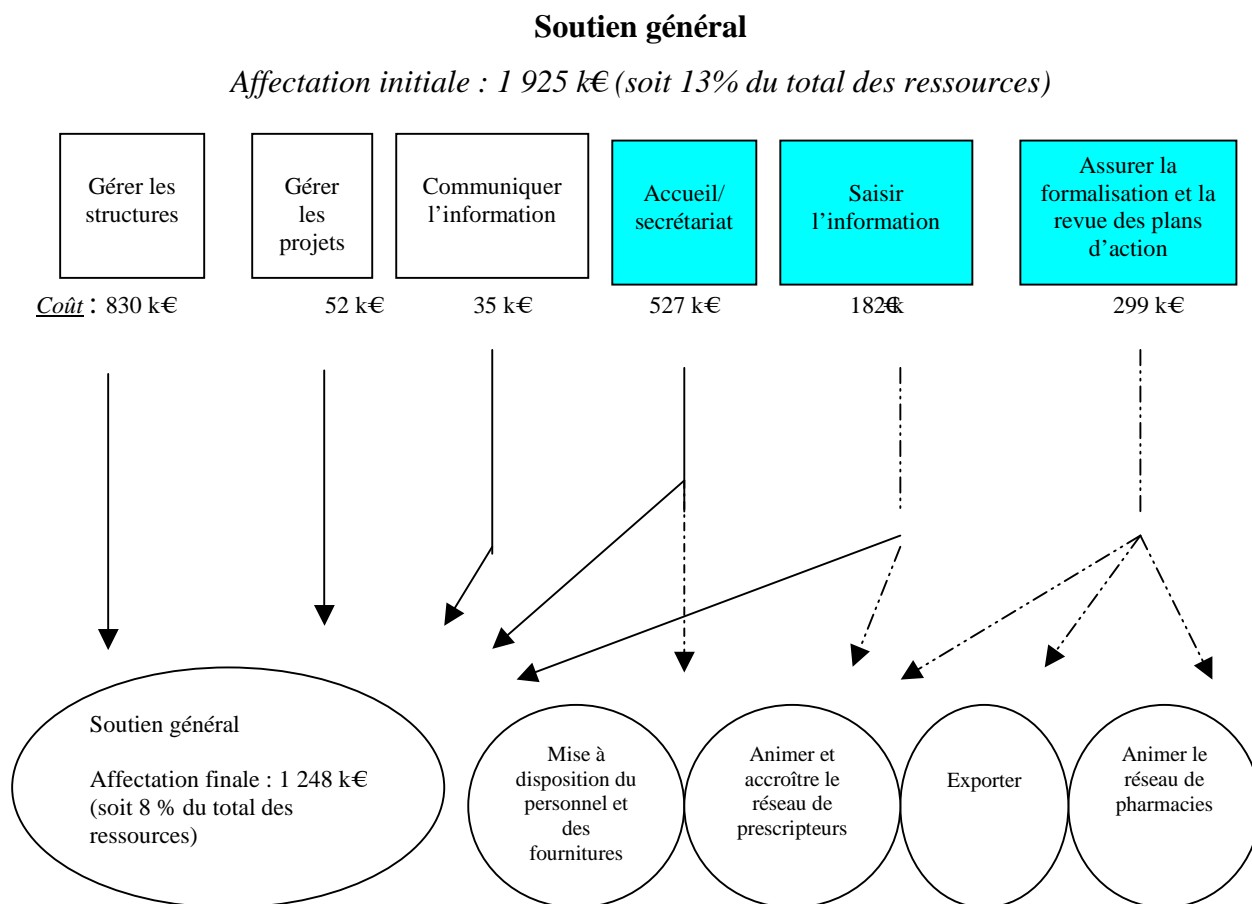 Soutien général
Affectation initiale : 1 925 k€ (soit 13% du total des ressources)
Gérer les
structures
Gérer
les
projets
Communiquer
l’information
Accueil/
secrétariat
Saisir
l’information
Assurer la
formalisation et la
revue des plans
d’action
Coût : 830 k€
52 k€
35 k€
527 k€
182k€
299 k€
Soutien général
Affectation finale : 1 248 k€
(soit 8 % du total des
ressources)
Mise à
disposition du
personnel et
des
fournitures
Animer et
accroître le
réseau de
prescripteurs
Exporter
Animer le
réseau de
pharmacies